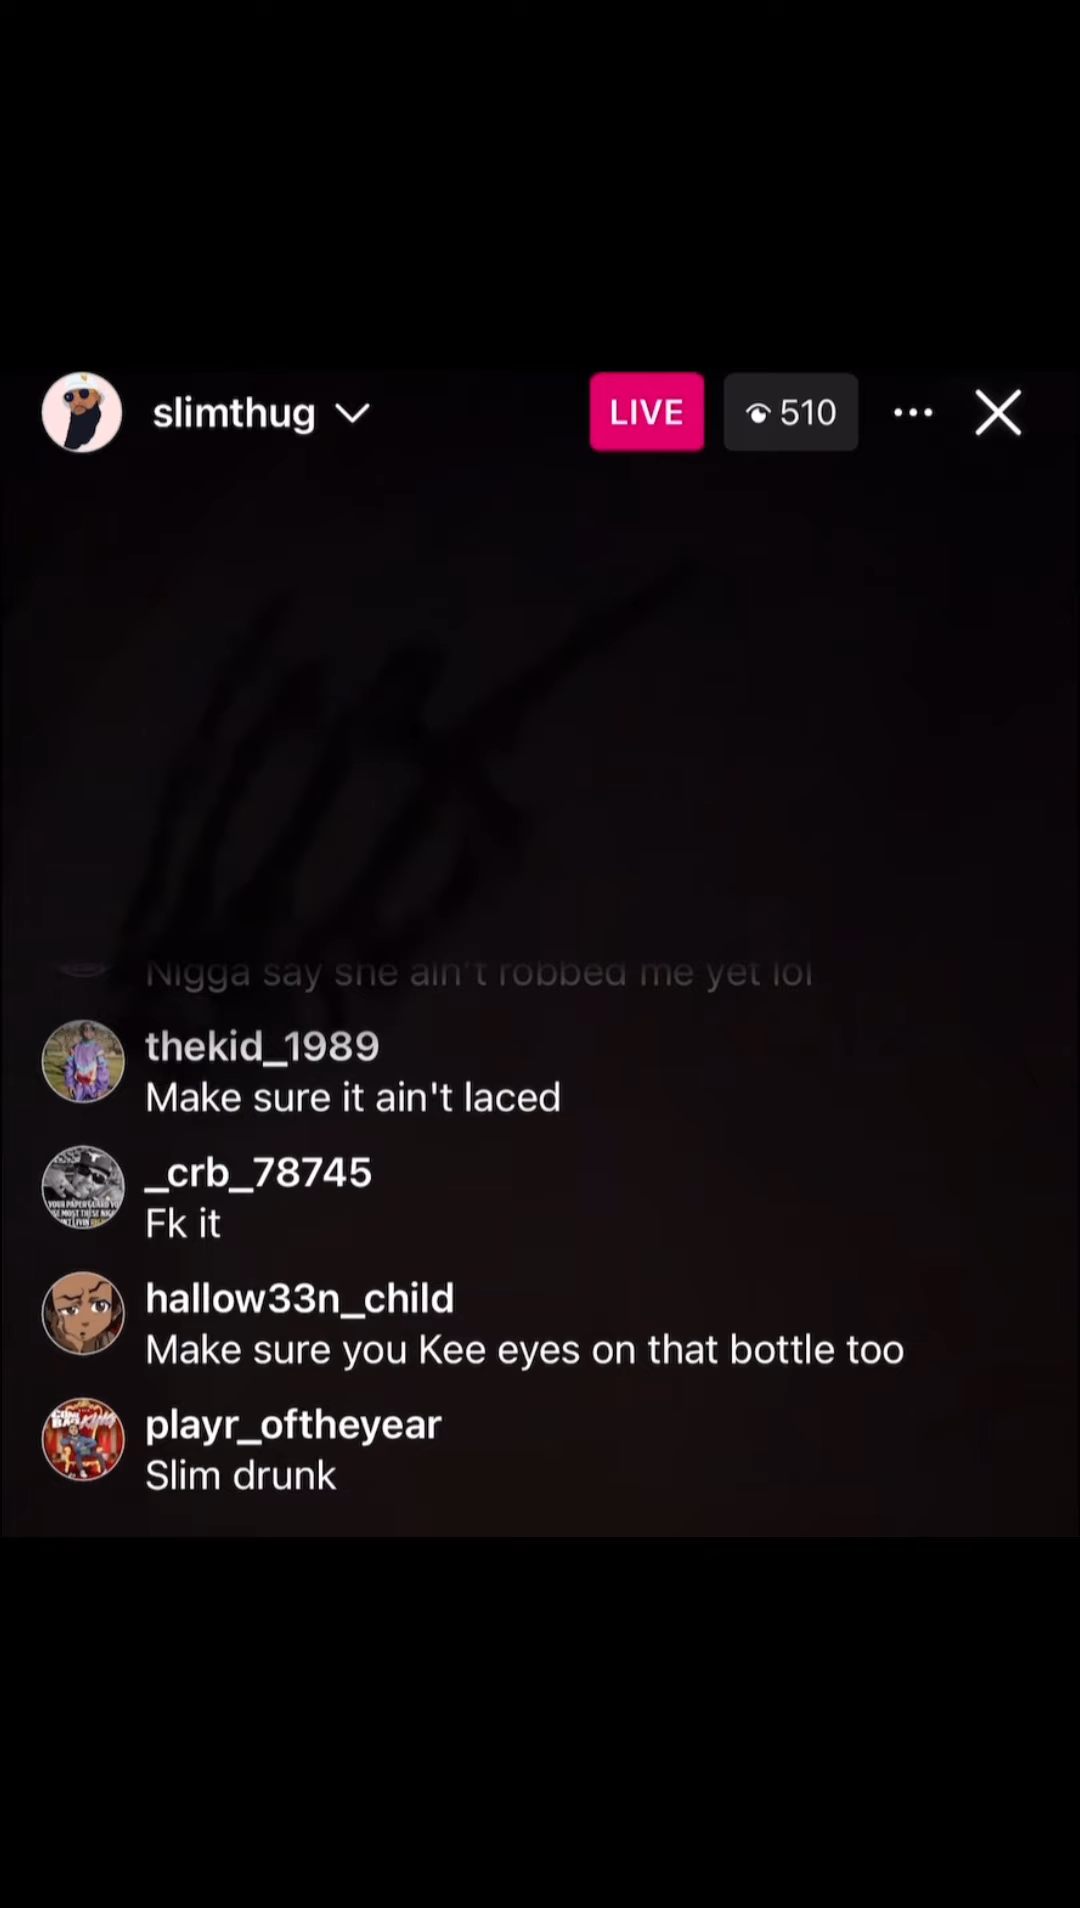 slimthug
LIVE
510
Nigga say she ain't robbed me yet lol
thekid_1989
Make sure it ain't laced
_crb_78745
Fk it
hallow33n_child
Make sure you Kee eyes on that bottle too
playr_oftheyear
Slim drunk